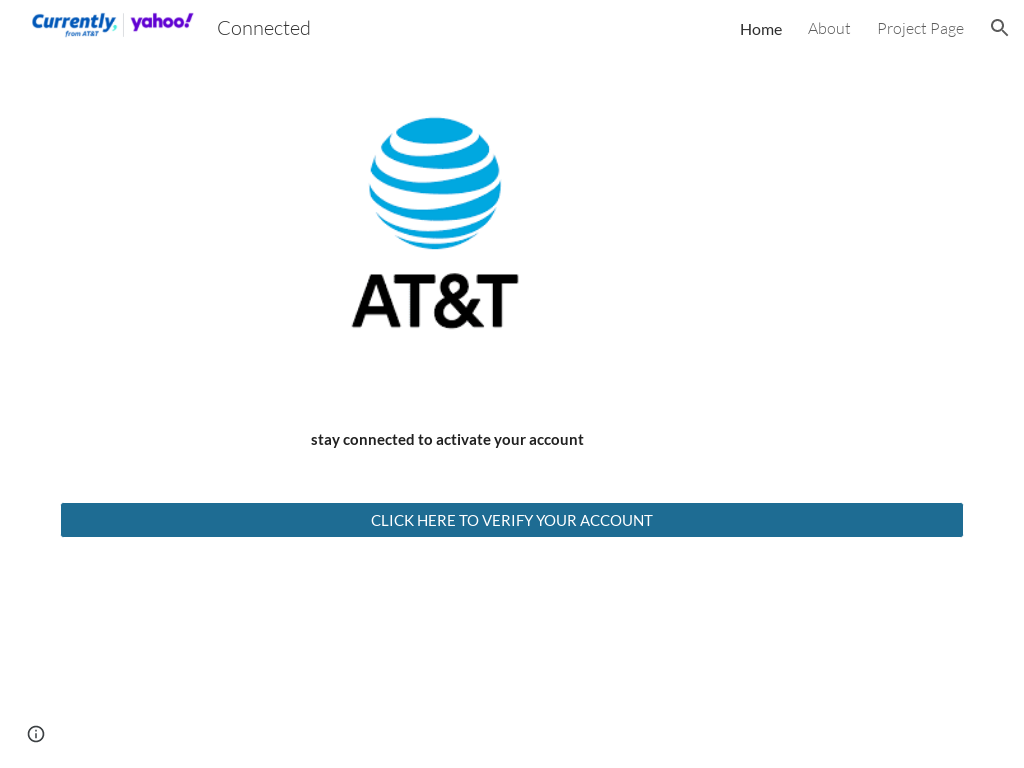 Currently, yahoo! Connected Home About Project Page
from AT&T
AT&T
stay connected to activate your account
CLICK HERE TO VERIFY YOUR ACCOUNT